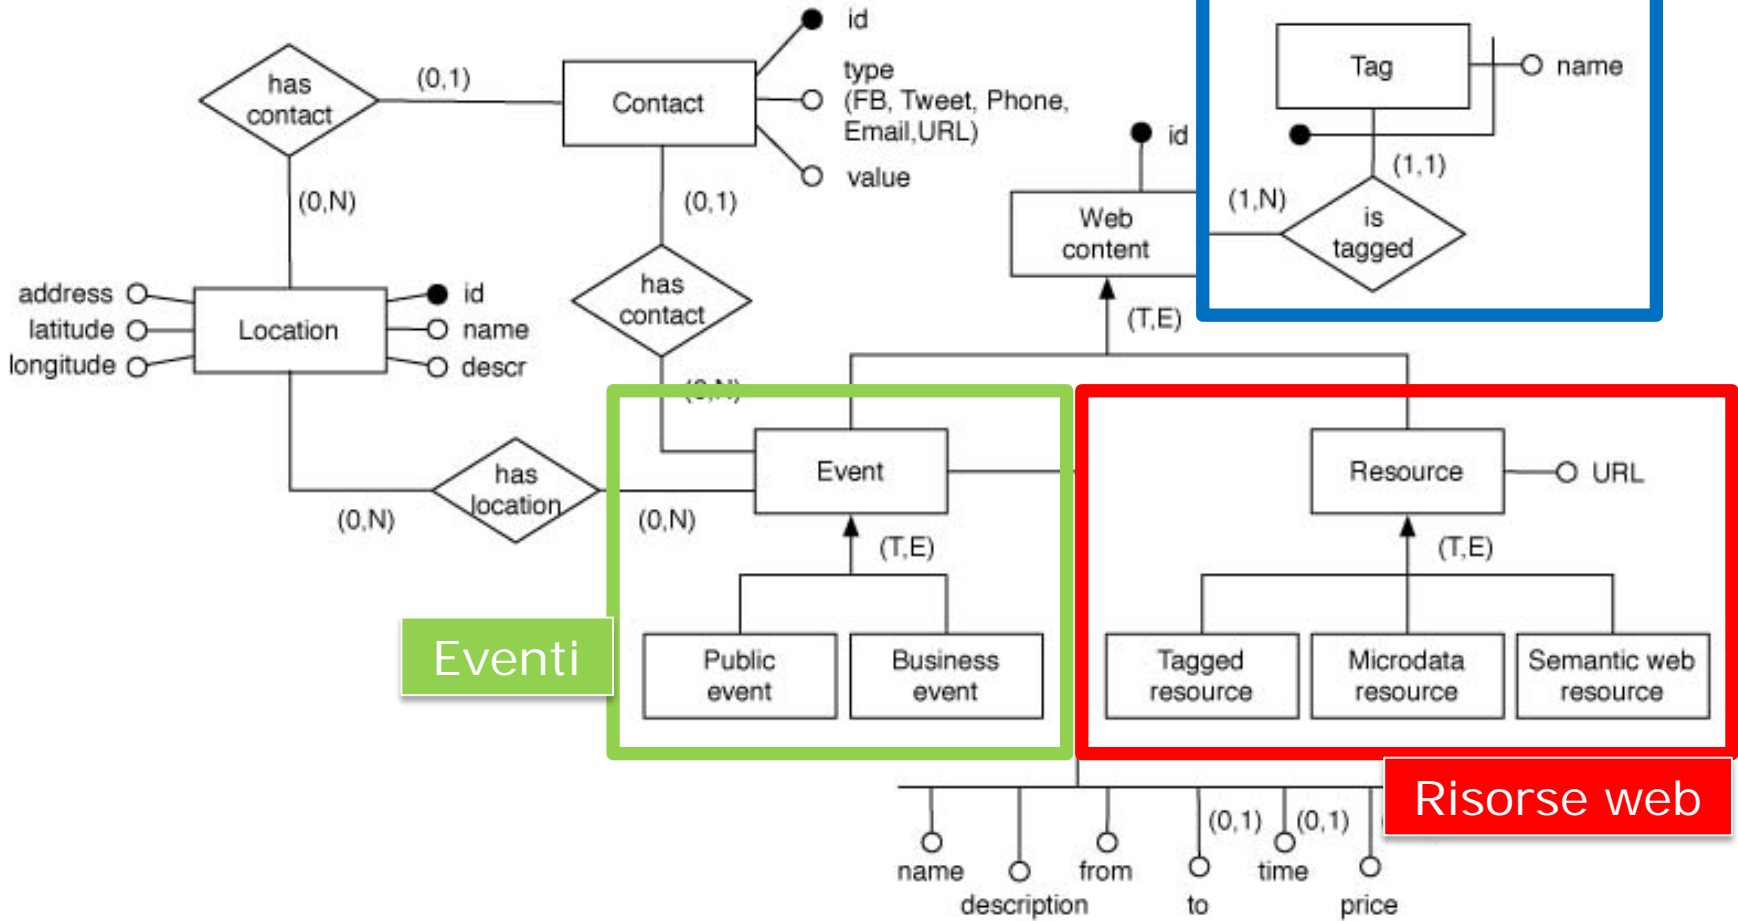 id
has
contact
(0,1)
Contact
type
(FB, Tweet, Phone,
Email,URL)
value
Tag
name
(0,N)
(0,1)
id
(1,1)
Web
content
(1,N)
is
tagged
address
latitude
longitude
Location
id
name
descr
has
contact
(T,E)
(0,N)
Event
Resource
URL
has
location
(0,N)
(0,N)
(T,E)
(T,E)
Eventi
Public
event
Business
event
Tagged
resource
Microdata
resource
Semantic web
resource
Risorse web
(0,1)
(0,1)
name
description
from
to
time
price